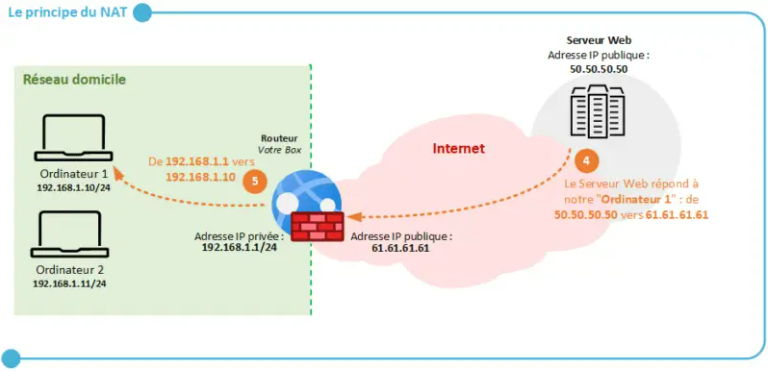 Le principe du NAT
Serveur Web
Adresse IP publique :
50.50.50.50
Réseau domicile
Routeur
Votre Box
Internet
Ordinateur 1
192.168.1.10/24
De 192.168.1.1 vers
192.168.1.10
5
4
Le Serveur Web répond à
notre "Ordinateur 1" : de
50.50.50.50 vers 61.61.61.61
Adresse IP privée :
192.168.1.1/24
Adresse IP publique :
61.61.61.61
Ordinateur 2
192.168.1.11/24